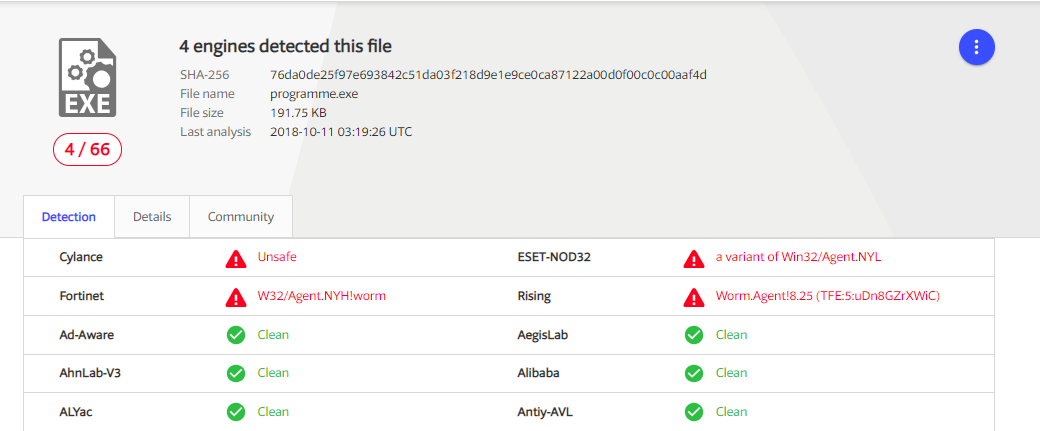 4 engines detected this file
SHA-256 76da0de25f97e693842c51da03f218d9e1e9ce0ca87122a00d0f00c0c00aaf4d
File name programme.exe
File size 191.75 KB
Last analysis 2018-10-11 03:19:26 UTC
EXE
4 / 66
Detection Details Community
Cylance Unsafe ESET-NOD32 a variant of Win32/Agent.NYL
Fortinet W32/Agent.NYH!worm Rising Worm.Agent!8.25 (TFE:5:uDn8GZrXWiC)
Ad-Aware Clean AegisLab Clean
AhnLab-V3 Clean Alibaba Clean
ALYac Clean Antiy-AVL Clean